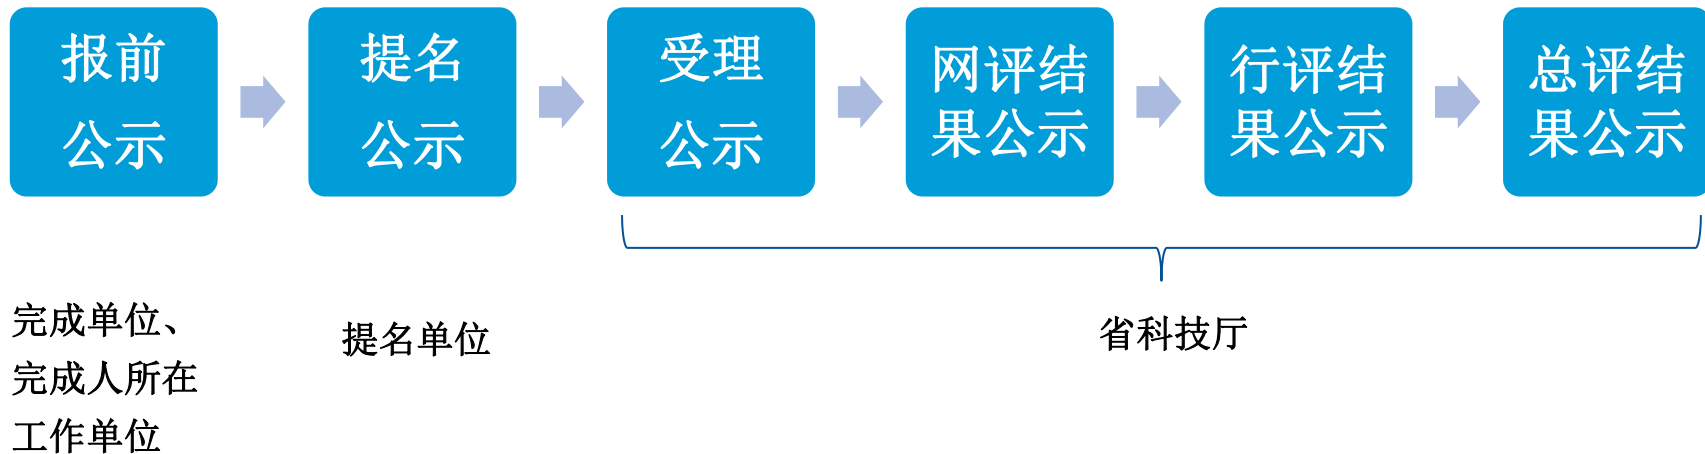 报前
公示
提名
公示
受理
公示
网评结
果公示
行评结
果公示
总评结
果公示
完成单位、
完成人所在
工作单位
提名单位
省科技厅